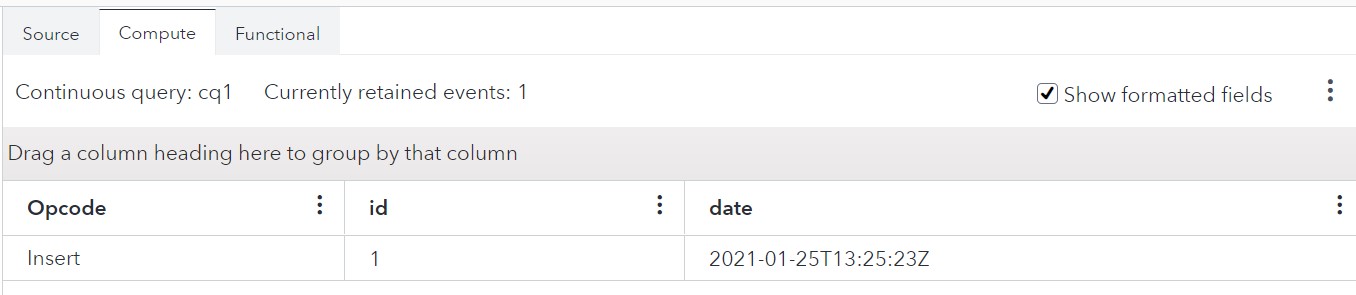 Source Compute Functional
Continuous query: cq1 Currently retained events: 1 Show formatted fields
Drag a column heading here to group by that column
Opcode id date
Insert 1 2021-01-25T13:25:23Z